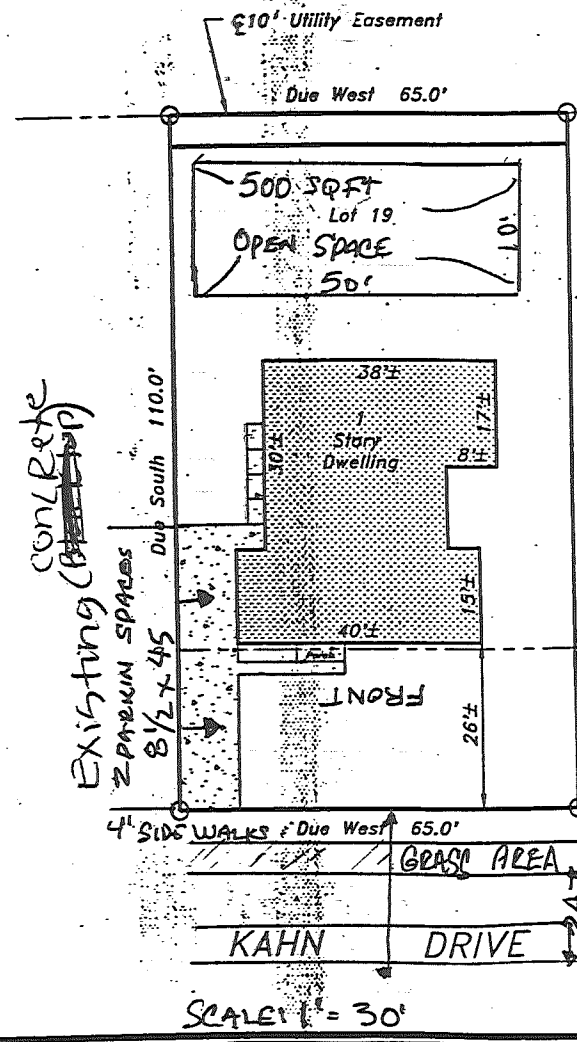 ℄10' Utility Easement
Due West 65.0'
500 SQFT
Lot 19
OPEN SPACE
50'
10'
38'±
17'±
1
Story
Dwelling
8'±
30'±
Due South 110.0'
Existing concrete
2 PARKIN SPACES
8 1/2 x 45
15'±
40'±
Porch
FRONT
26'±
4' SIDE WALKS Due West 65.0'
GRASS AREA
KAHN DRIVE
SCALE: 1" = 30'